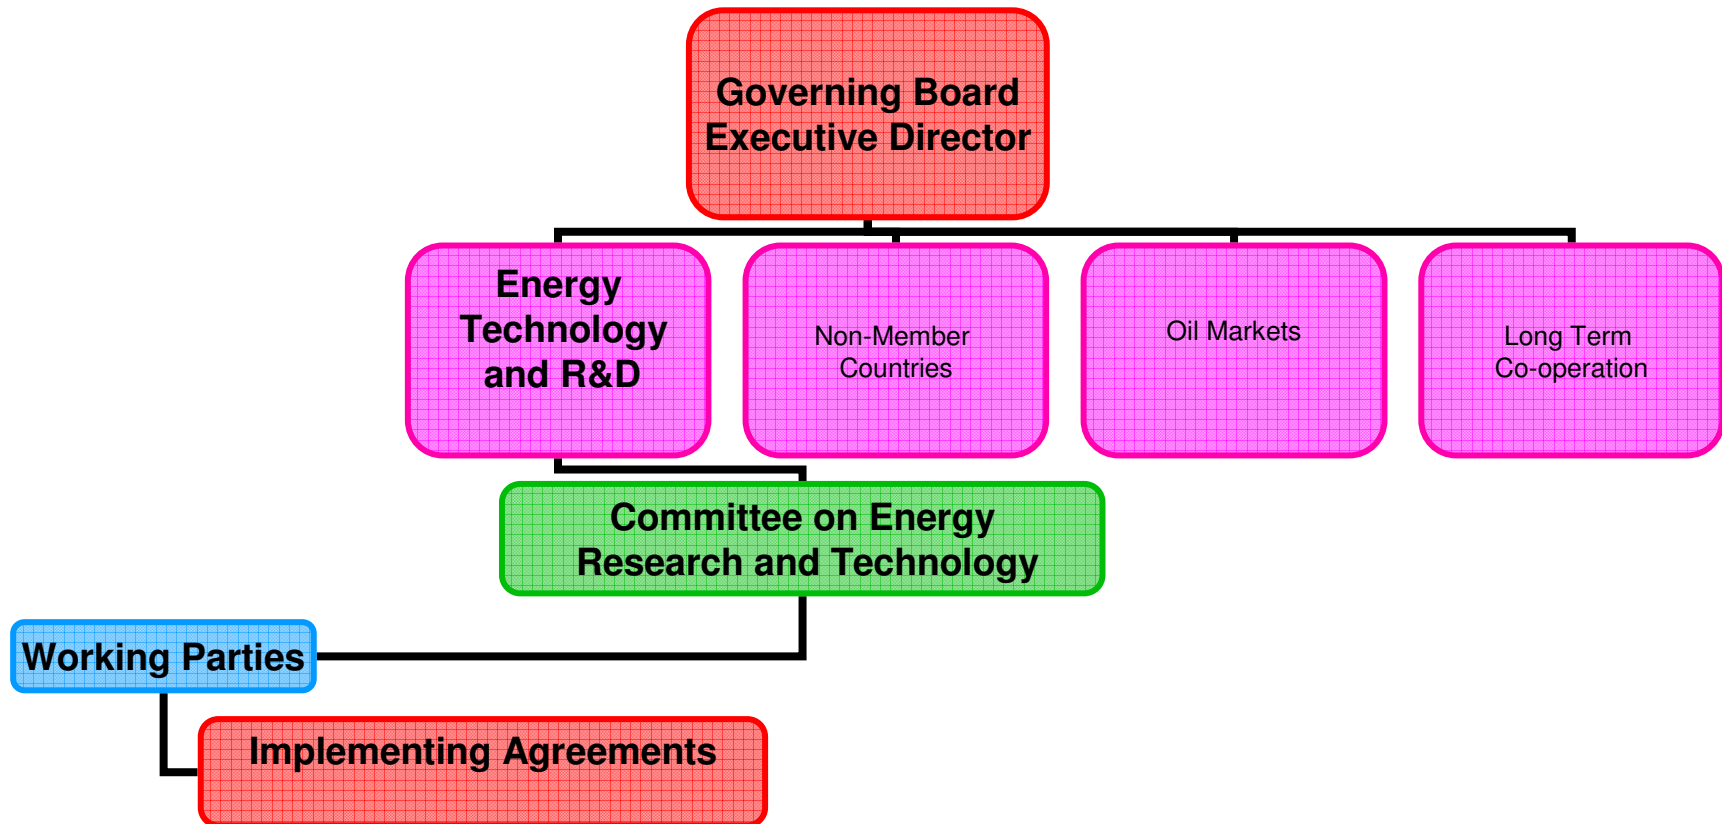 Governing Board
Executive Director
Energy
Technology
and R&D
Non-Member
Countries
Oil Markets
Long Term
Co-operation
Committee on Energy
Research and Technology
Working Parties
Implementing Agreements